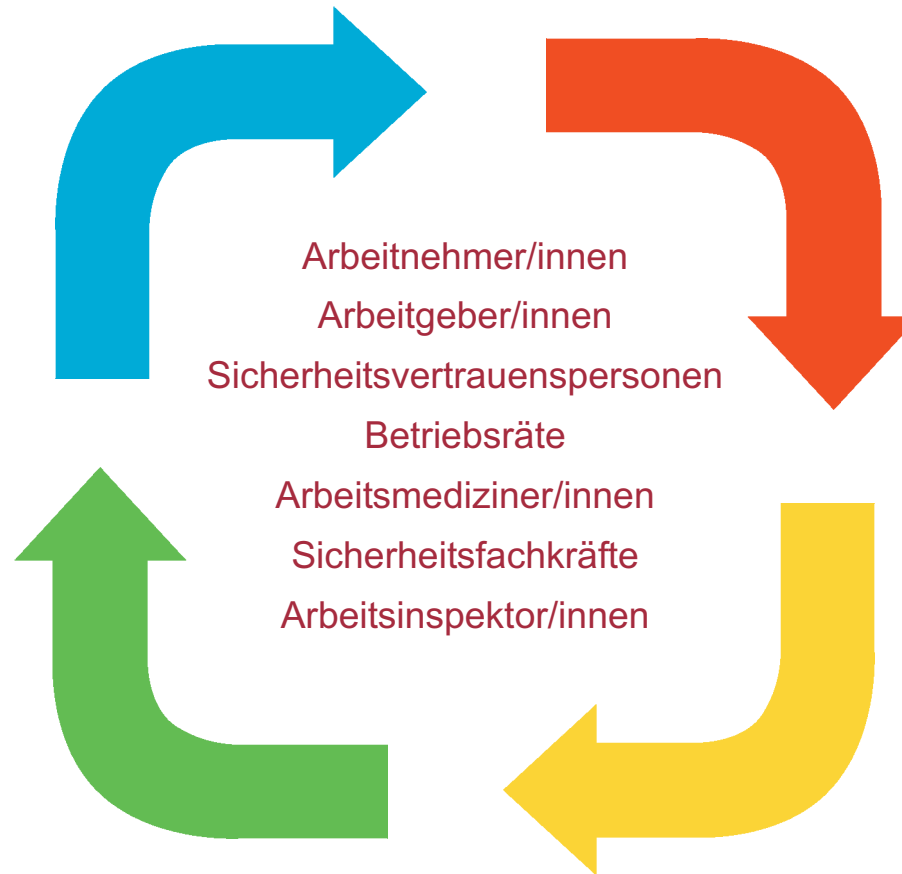 Arbeitnehmer/innen
Arbeitgeber/innen
Sicherheitsvertrauenspersonen
Betriebsräte
Arbeitsmediziner/innen
Sicherheitsfachkräfte
Arbeitsinspektor/innen